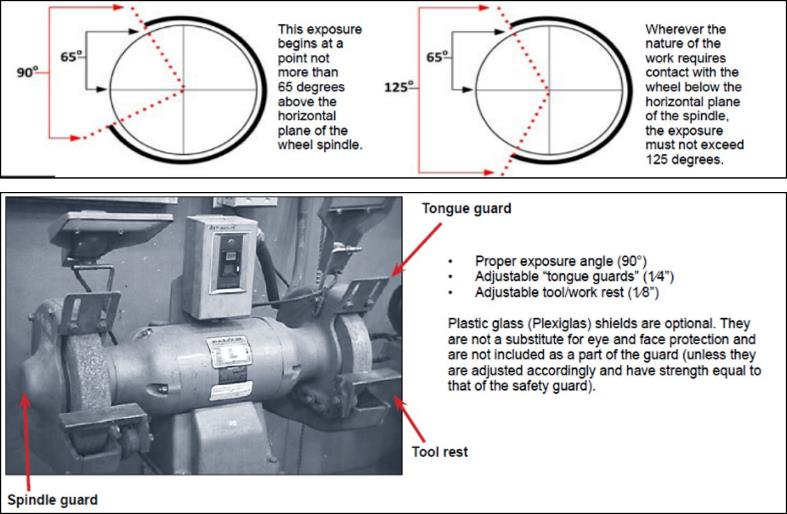 90°
65°
This exposure
begins at a
point not
more than
65 degrees
above the
horizontal
plane of the
wheel spindle.
125°
65°
Wherever the
nature of the
work requires
contact with the
wheel below the
horizontal plane
of the spindle,
the exposure
must not exceed
125 degrees.
Tongue guard
• Proper exposure angle (90°)
• Adjustable “tongue guards” (1⁄4”)
• Adjustable tool/work rest (1⁄8”)
Plastic glass (Plexiglas) shields are optional. They
are not a substitute for eye and face protection and
are not included as a part of the guard (unless they
are adjusted accordingly and have strength equal to
that of the safety guard).
Tool rest
Spindle guard